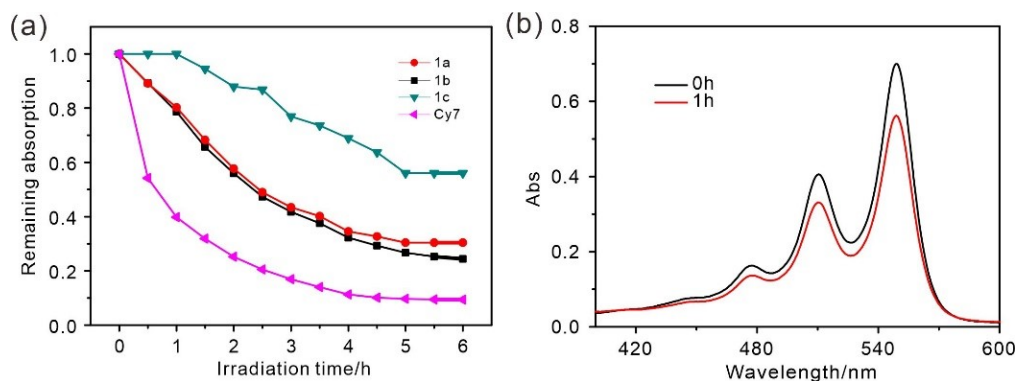 (a)
1.0
0.8
0.6
0.4
0.2
0.0
Remaining absorption
1a
1b
1c
Cy7
0 1 2 3 4 5 6
Irradiation time/h
(b)
0.8
0.6
0.4
0.2
0.0
Abs
0h
1h
420 480 540 600
Wavelength/nm